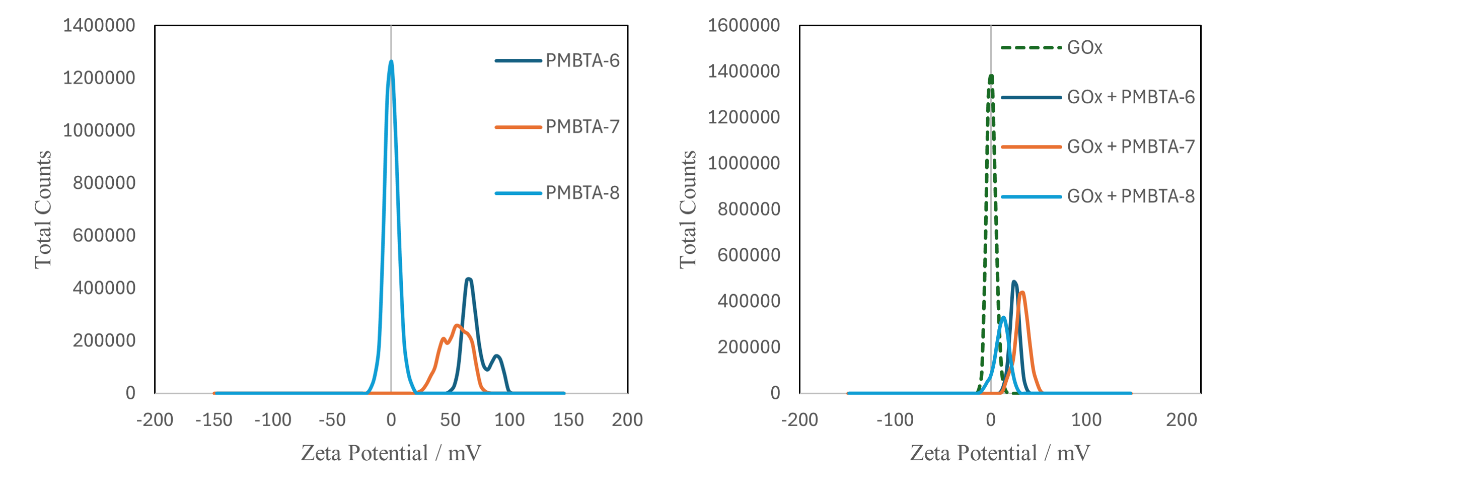 1400000
1200000
1000000
800000
600000
400000
200000
0
-200 -150 -100 -50 0 50 100 150 200
Total Counts
Zeta Potential / mV
PMBTA-6
PMBTA-7
PMBTA-8
1600000
1400000
1200000
1000000
800000
600000
400000
200000
0
-200 -100 0 100 200
Total Counts
Zeta Potential / mV
GOx
GOx + PMBTA-6
GOx + PMBTA-7
GOx + PMBTA-8